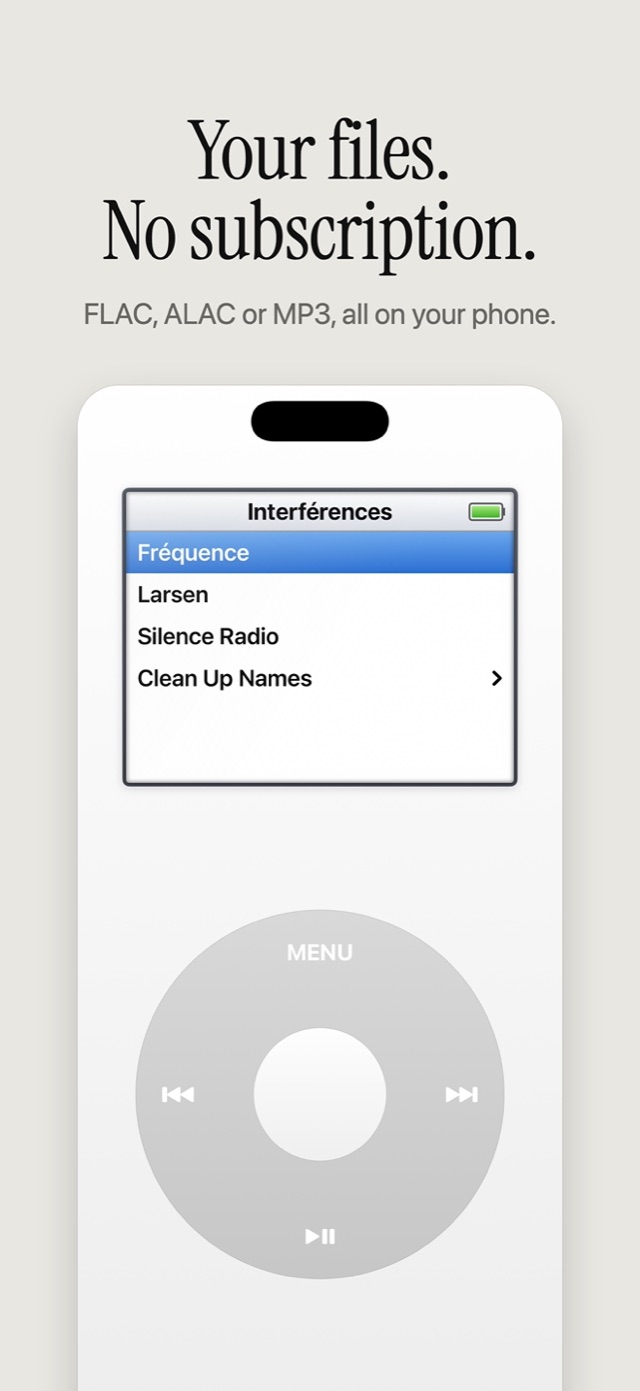 Your files.
No subscription.
FLAC, ALAC or MP3, all on your phone.
Interférences
Fréquence
Larsen
Silence Radio
Clean Up Names
MENU